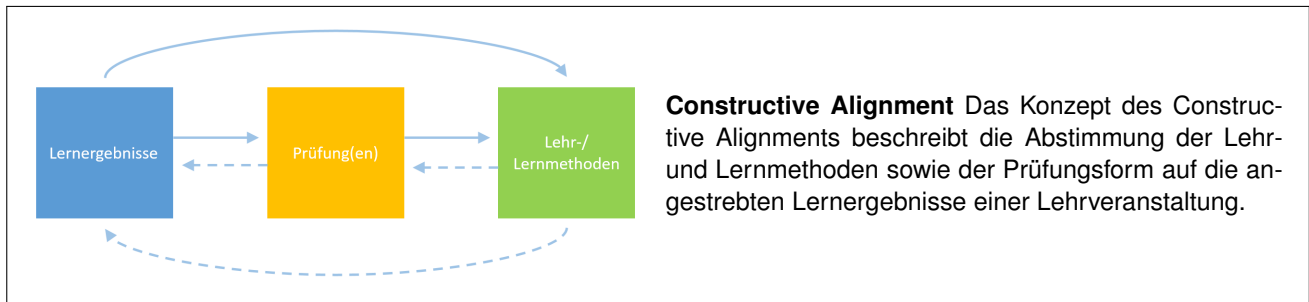 Lernergebnisse
Prüfung(en)
Lehr-/
Lernmethoden
Constructive Alignment Das Konzept des Construc-
tive Alignments beschreibt die Abstimmung der Lehr-
und Lernmethoden sowie der Prüfungsform auf die an-
gestrebten Lernergebnisse einer Lehrveranstaltung.